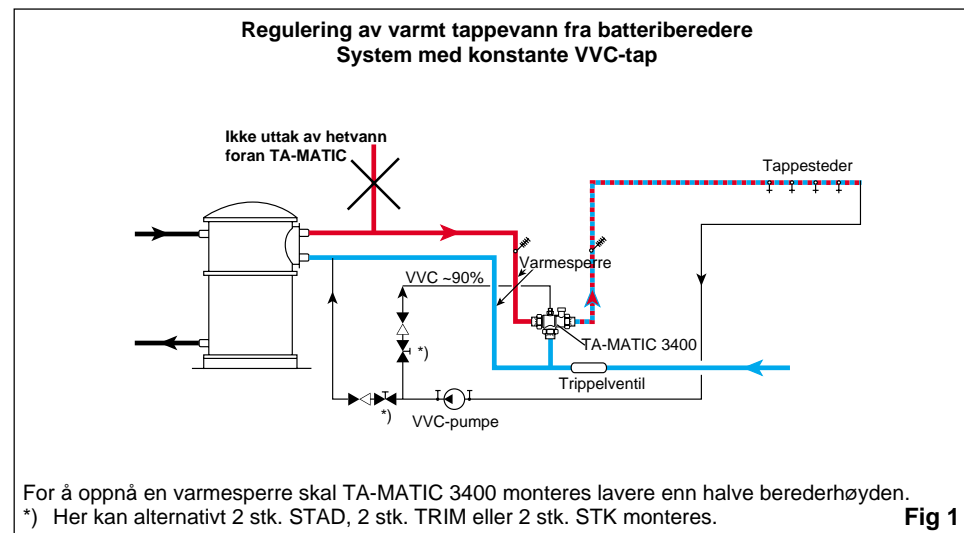 Regulering av varmt tappevann fra batteriberedere
System med konstante VVC-tap
Ikke uttak av hetvann
foran TA-MATIC
Tappesteder
Varmesperre
VVC ~90%
*)
TA-MATIC 3400
Trippelventil
*)
VVC-pumpe
For å oppnå en varmesperre skal TA-MATIC 3400 monteres lavere enn halve berederhøyden.
*) Her kan alternativt 2 stk. STAD, 2 stk. TRIM eller 2 stk. STK monteres.
Fig 1